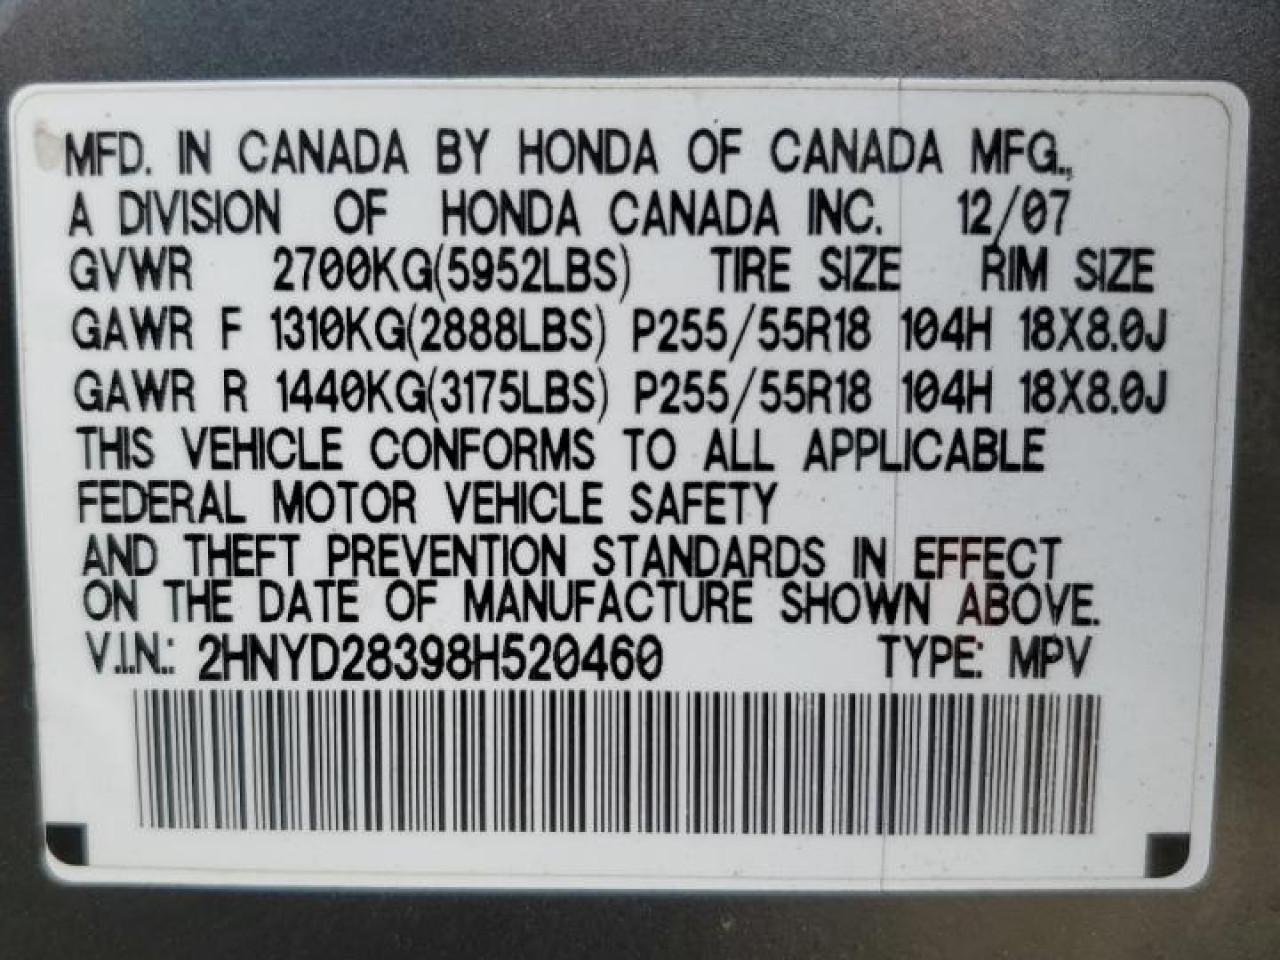 MFD. IN CANADA BY HONDA OF CANADA MFG.,
A DIVISION OF HONDA CANADA INC. 12/07
GVWR 2700KG(5952LBS) TIRE SIZE RIM SIZE
GAWR F 1310KG(2888LBS) P255/55R18 104H 18X8.0J
GAWR R 1440KG(3175LBS) P255/55R18 104H 18X8.0J
THIS VEHICLE CONFORMS TO ALL APPLICABLE
FEDERAL MOTOR VEHICLE SAFETY
AND THEFT PREVENTION STANDARDS IN EFFECT
ON THE DATE OF MANUFACTURE SHOWN ABOVE.
V.I.N.: 2HNYD28398H520460 TYPE: MPV